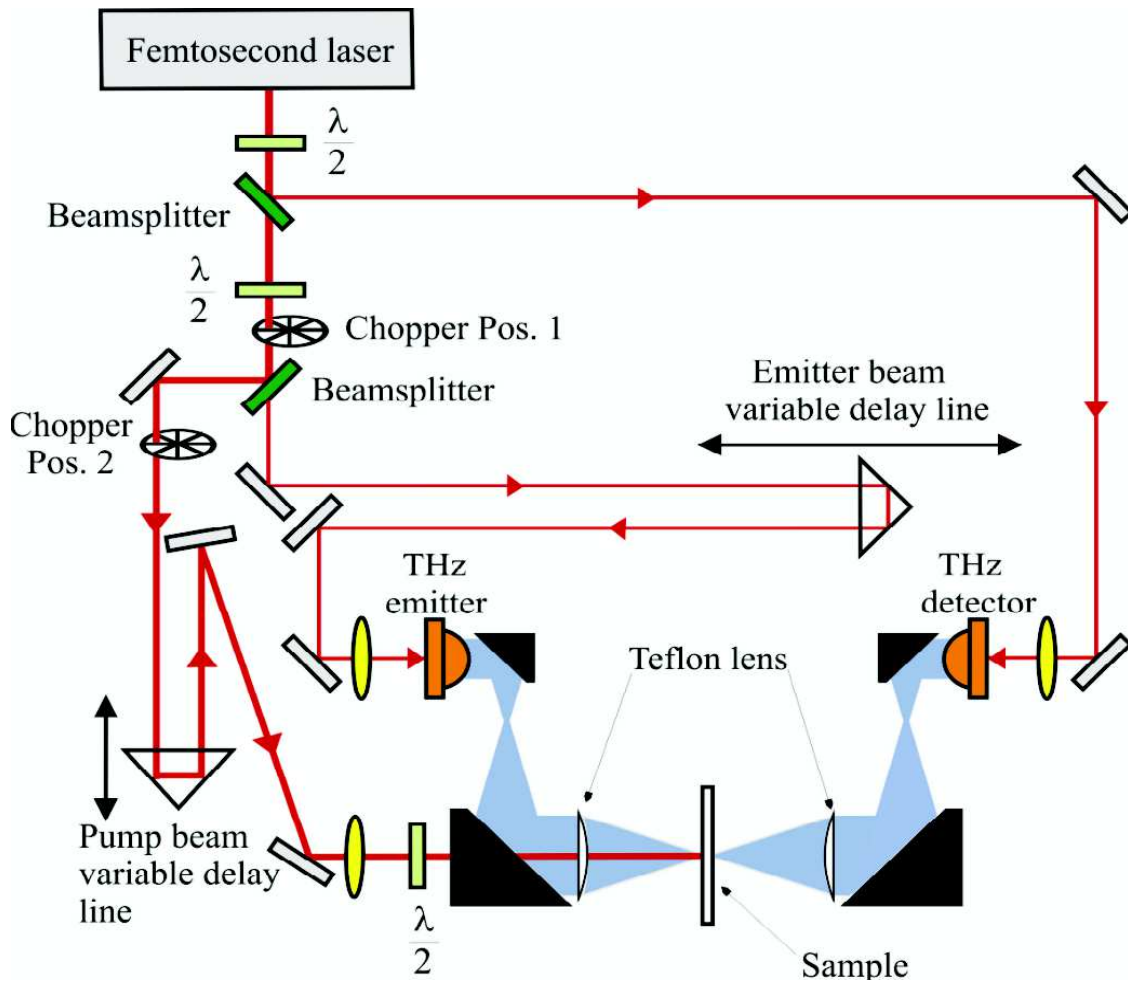 Femtosecond laser
λ
2
Beamsplitter
λ
2
Chopper Pos. 1
Beamsplitter
Emitter beam
variable delay line
Chopper
Pos. 2
THz
emitter
THz
detector
Teflon lens
Pump beam
variable delay
line
λ
2
Sample